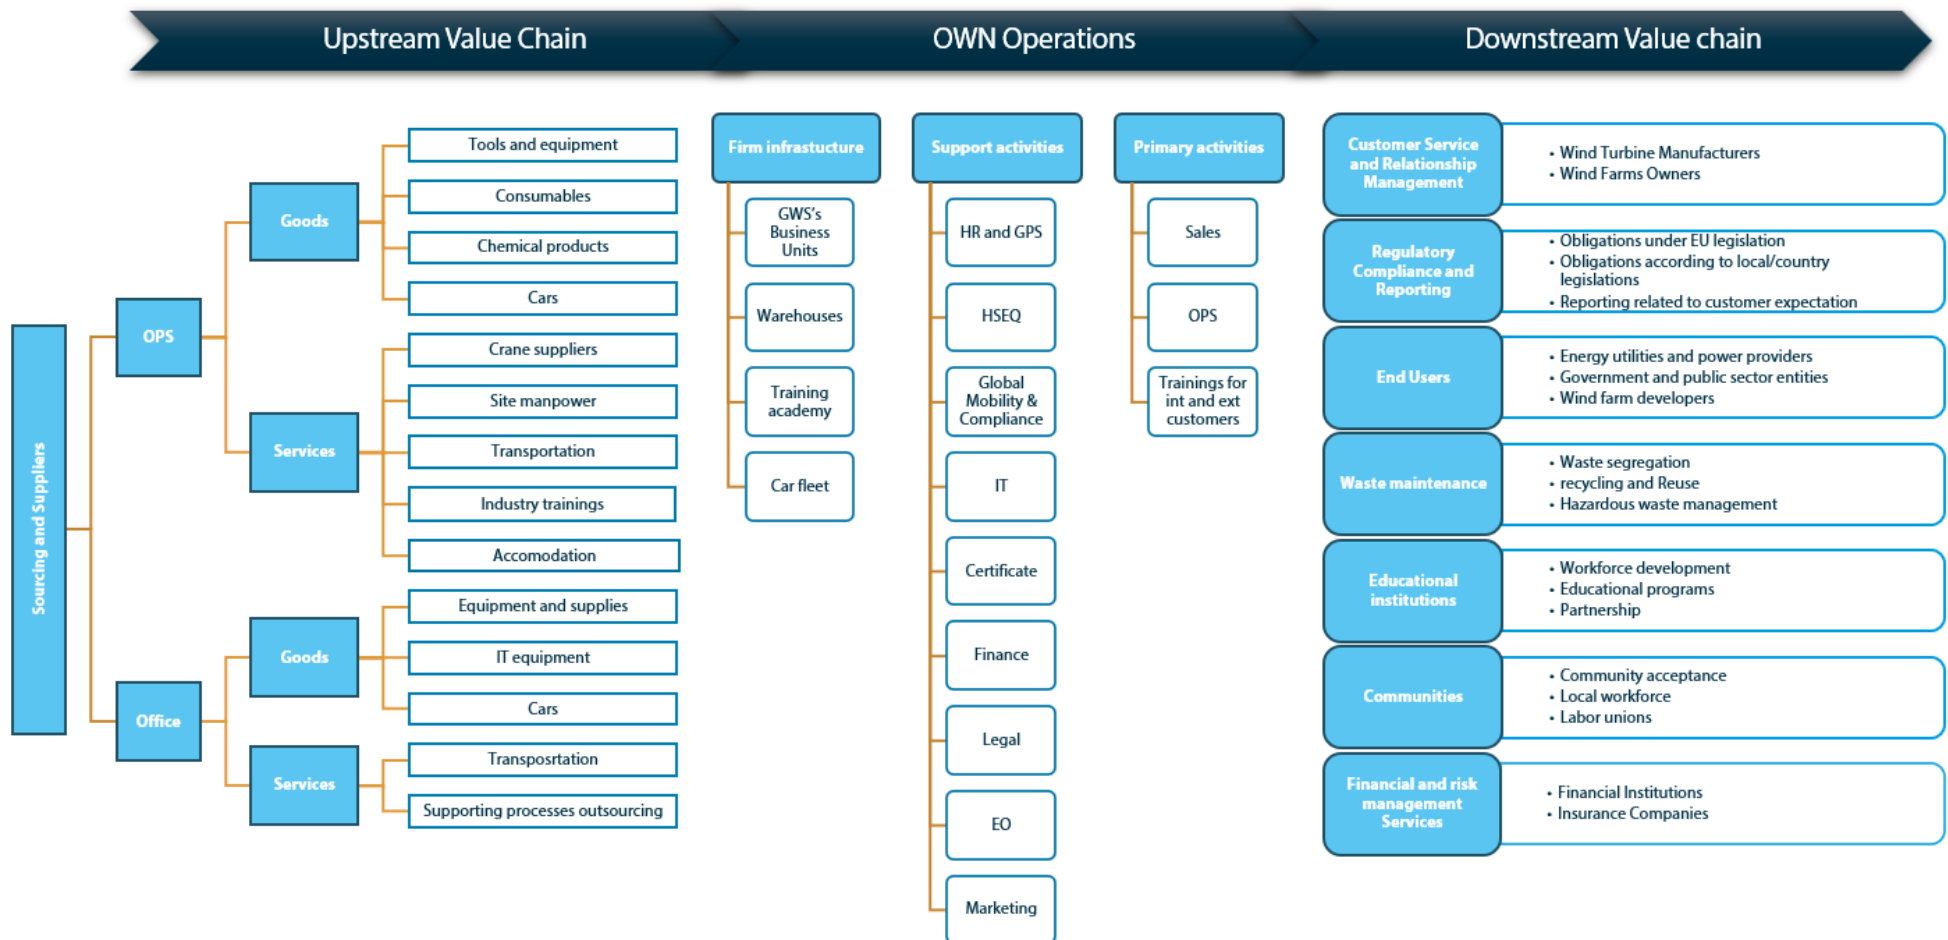 Upstream Value Chain
OWN Operations
Downstream Value chain
Sourcing and Suppliers
OPS
Goods
Tools and equipment
Consumables
Chemical products
Cars
Services
Crane suppliers
Site manpower
Transportation
Industry trainings
Accomodation
Office
Goods
Equipment and supplies
IT equipment
Cars
Services
Transposrtation
Supporting processes outsourcing
Firm infrastucture
GWS's
Business
Units
Warehouses
Training
academy
Car fleet
Support activities
HR and GPS
HSEQ
Global
Mobility &
Compliance
IT
Certificate
Finance
Legal
EO
Marketing
Primary activities
Sales
OPS
Trainings for
int and ext
customers
Customer Service
and Relationship
Management
• Wind Turbine Manufacturers
• Wind Farms Owners
Regulatory
Compliance and
Reporting
• Obligations under EU legislation
• Obligations according to local/country
legislations
• Reporting related to customer expectation
End Users
• Energy utilities and power providers
• Government and public sector entities
• Wind farm developers
Waste maintenance
• Waste segregation
• recycling and Reuse
• Hazardous waste management
Educational
institutions
• Workforce development
• Educational programs
• Partnership
Communities
• Community acceptance
• Local workforce
• Labor unions
Financial and risk
management
Services
• Financial Institutions
• Insurance Companies